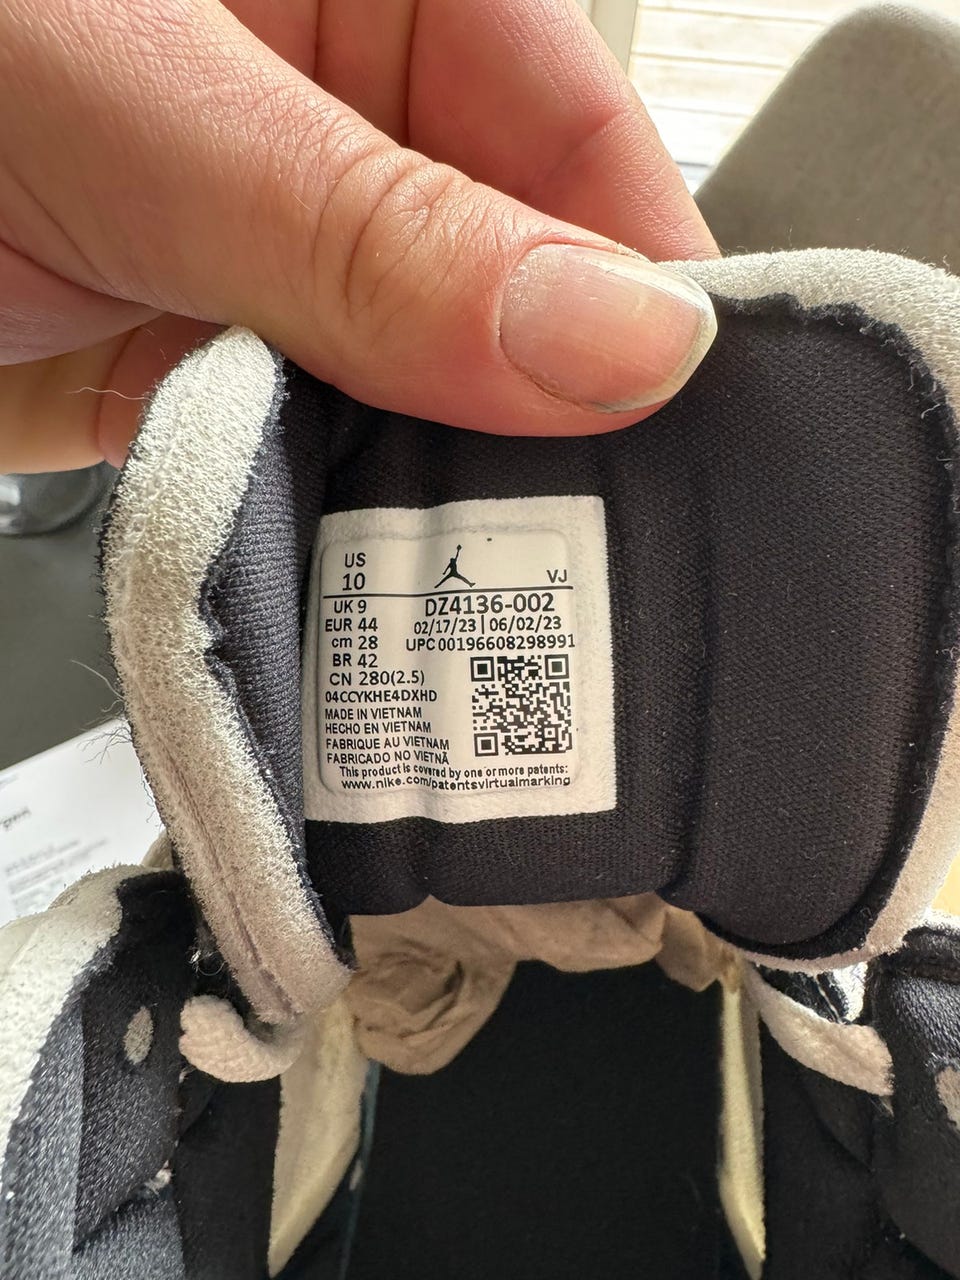 US
10
VJ
UK 9
EUR 44
cm 28
BR 42
CN 280(2.5)
DZ4136-002
02/17/23 | 06/02/23
UPC 00196608298991
04CCYKHE4DXHD
MADE IN VIETNAM
HECHO EN VIETNAM
FABRIQUE AU VIETNAM
FABRICADO NO VIETNÃ
This product is covered by one or more patents:
www.nike.com/patentsvirtualmarking